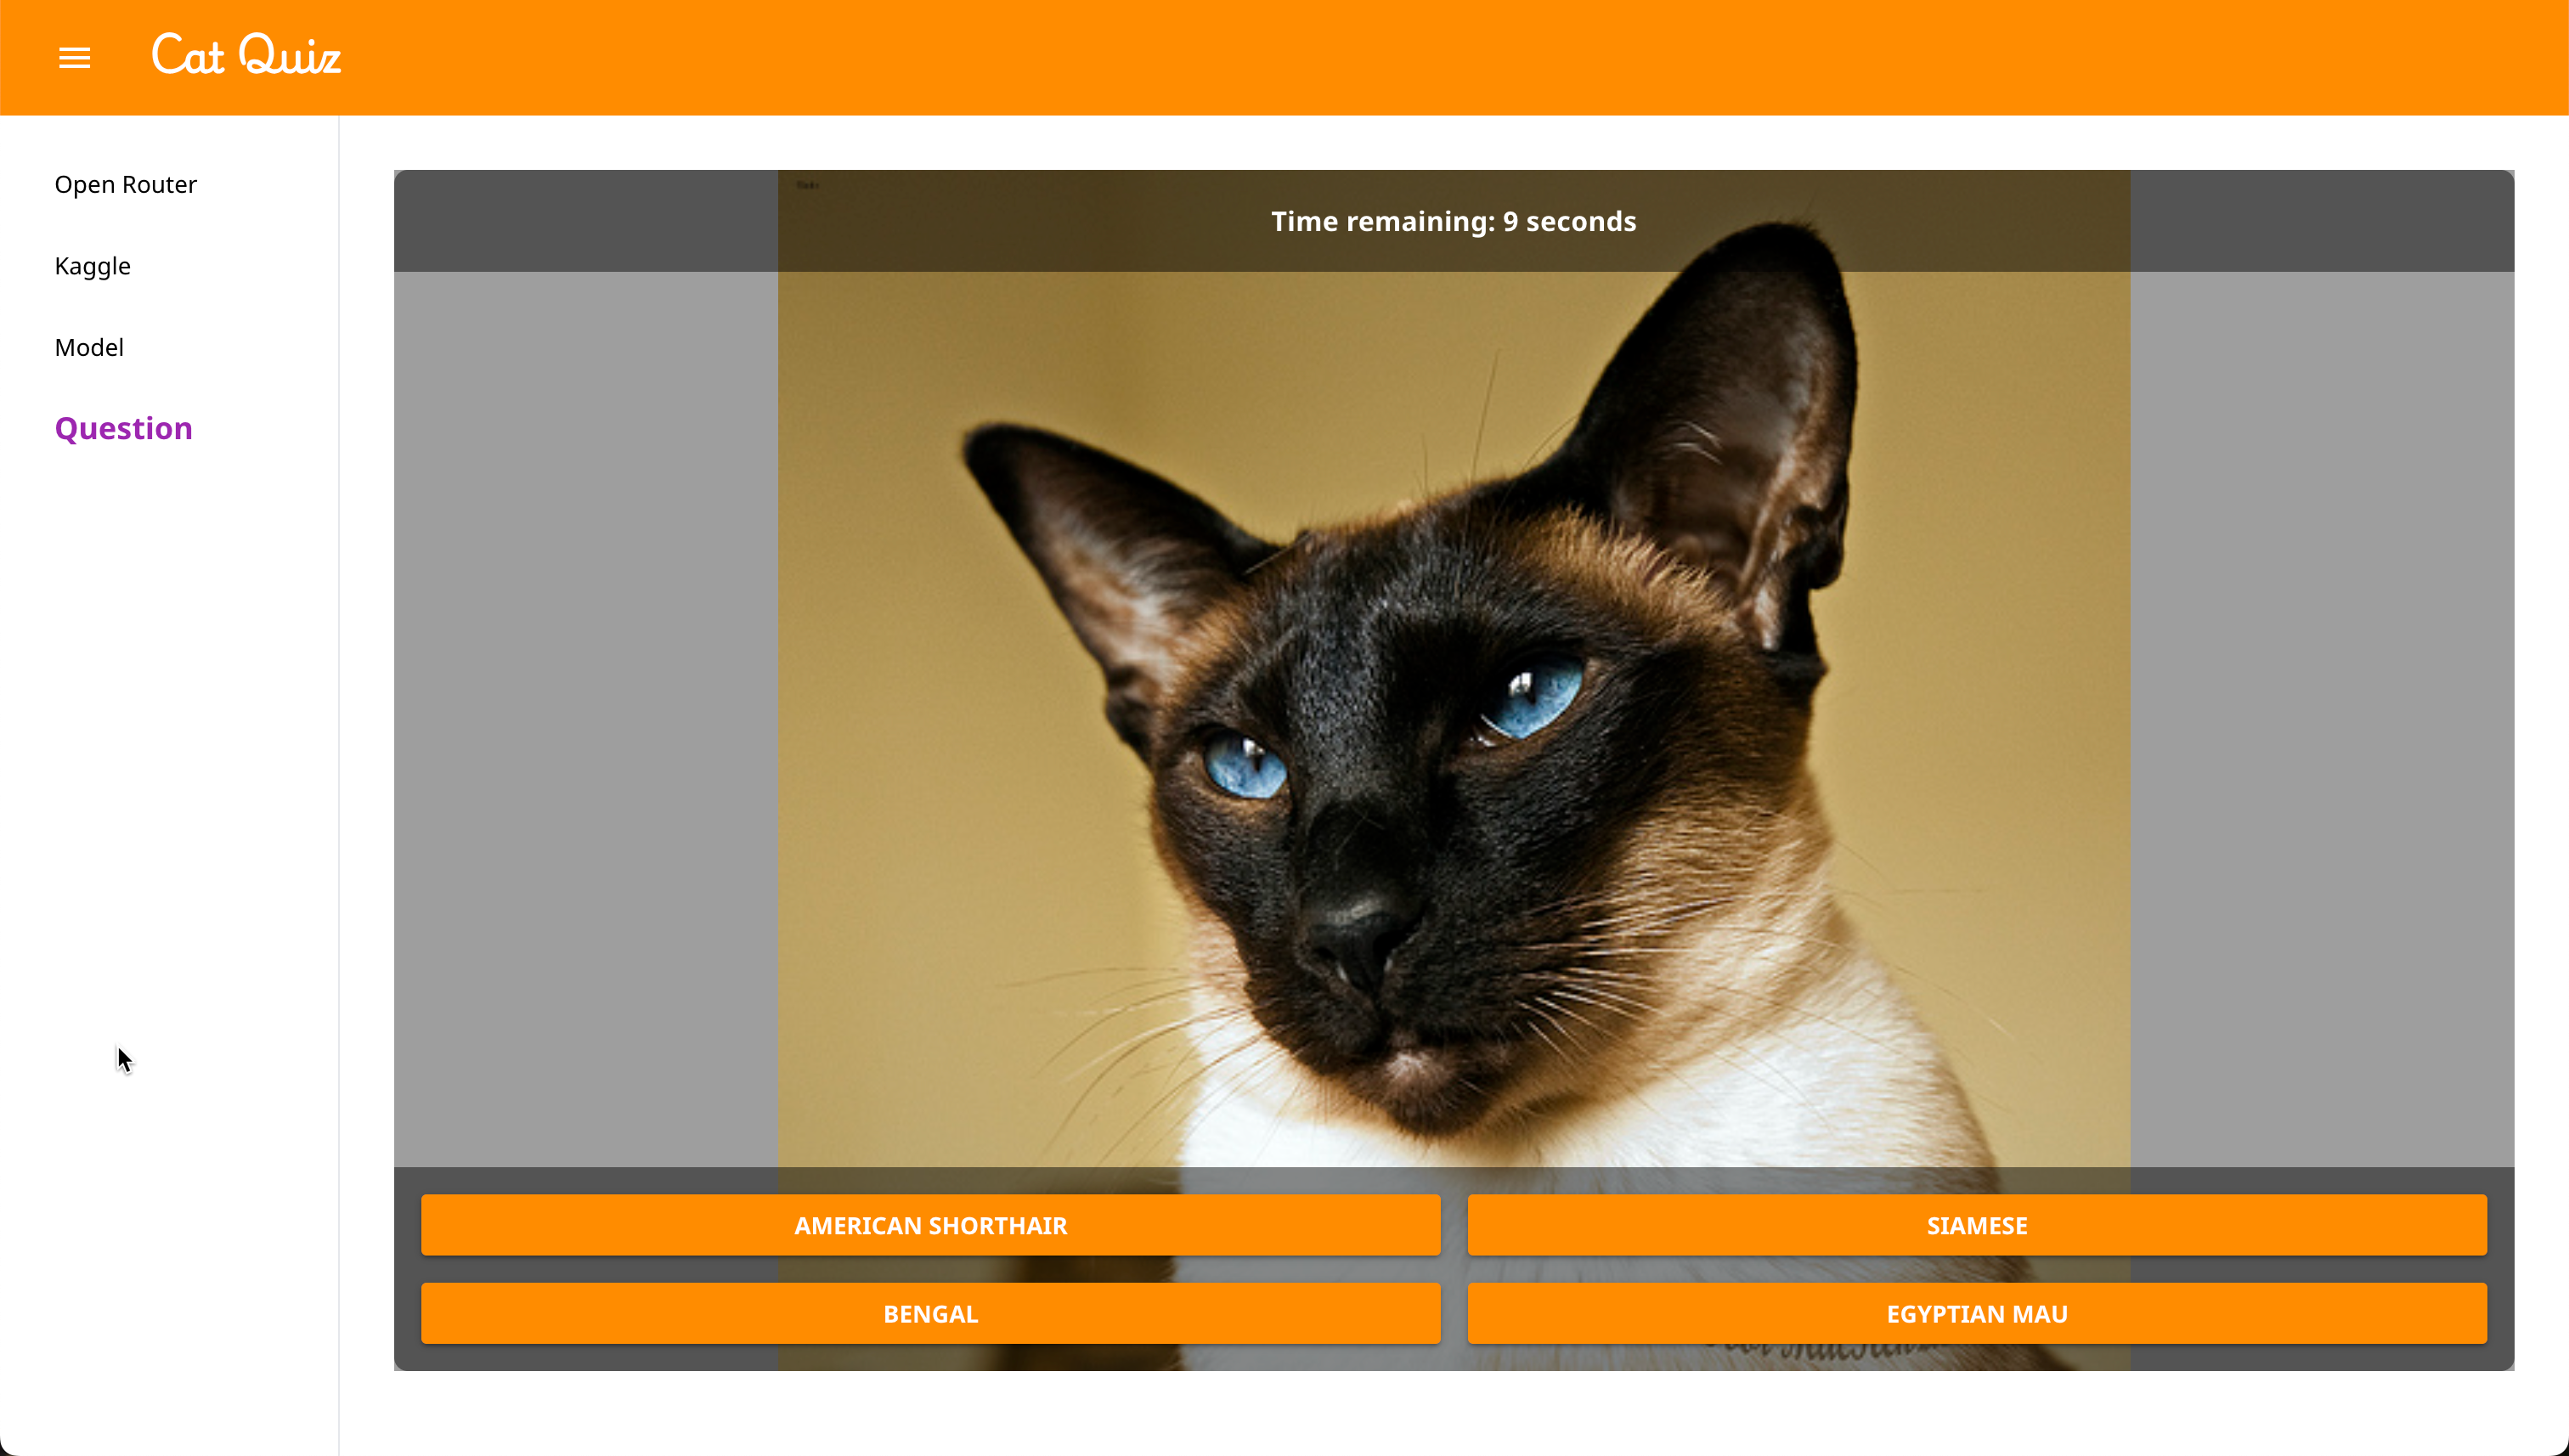 Cat Quiz
Open Router
Kaggle
Model
Question
Time remaining: 9 seconds
AMERICAN SHORTHAIR
SIAMESE
BENGAL
EGYPTIAN MAU